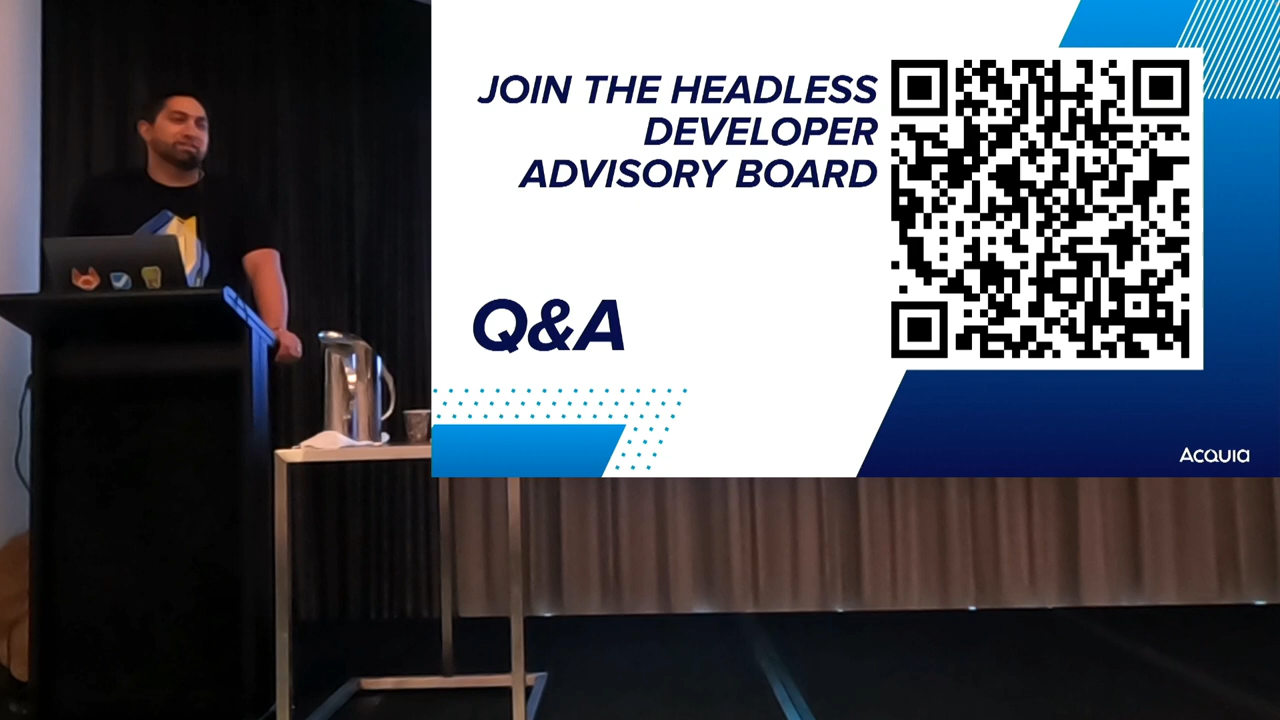 JOIN THE HEADLESS
DEVELOPER
ADVISORY BOARD
Q&A
Acquia